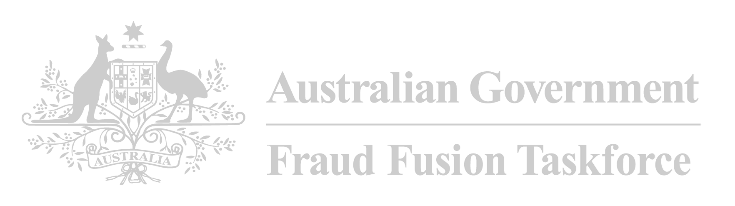 Australian Government
Fraud Fusion Taskforce
AUSTRALIA